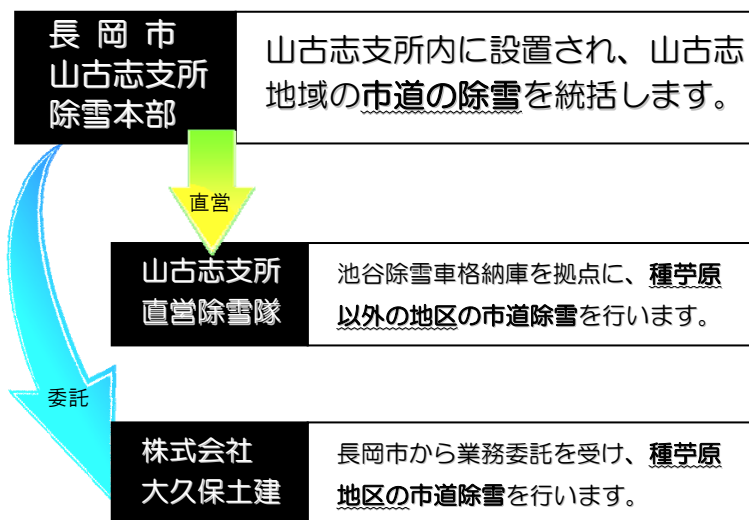 長岡市
山古志支所
除雪本部
山古志支所内に設置され、山古志
地域の市道の除雪を統括します。
直営
山古志支所
直営除雪隊
池谷除雪車格納庫を拠点に、種苧原
以外の地区の市道除雪を行います。
委託
株式会社
大久保土建
長岡市から業務委託を受け、種苧原
地区の市道除雪を行います。